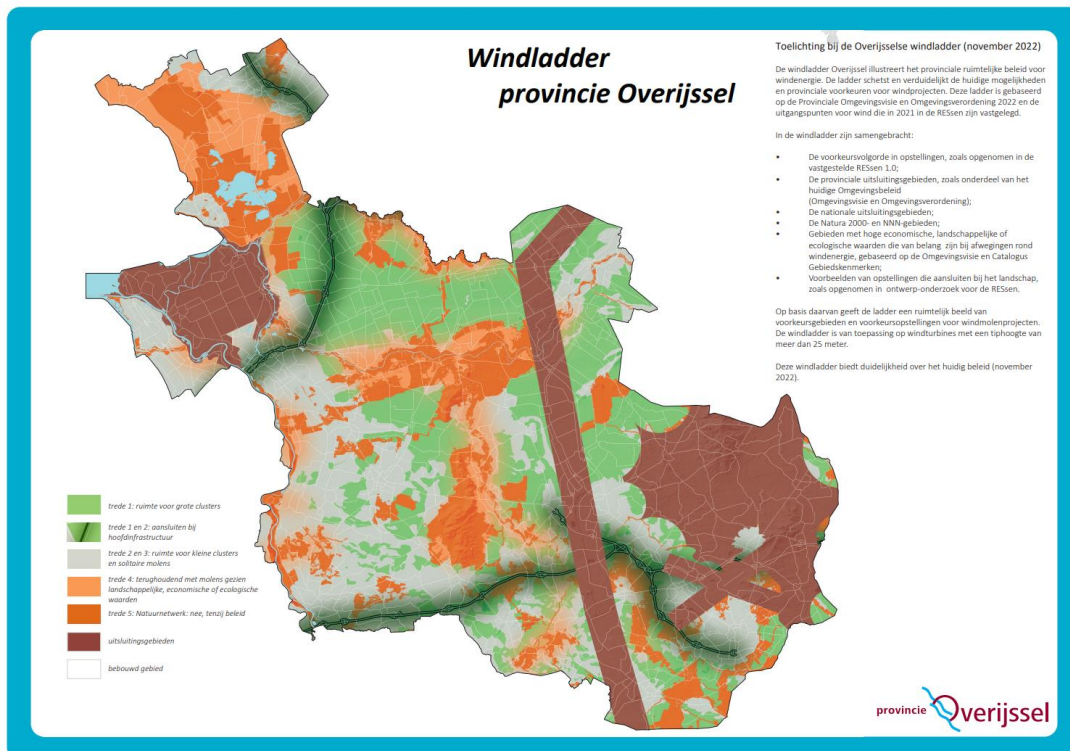 Windladder
provincie Overijssel
Toelichting bij de Overijsselse windladder (november 2022)
De windladder Overijssel illustreert het provinciale ruimtelijke beleid voor
windenergie. De ladder schetst en verduidelijkt de huidige mogelijkheden
en provinciale voorkeuren voor windprojecten. Deze ladder is gebaseerd
op de Provinciale Omgevingsvisie en Omgevingsverordening 2022 en de
uitgangspunten voor wind die in 2021 in de RESsen zijn vastgelegd.
In de windladder zijn samengebracht:
• De voorkeursvolgorde in opstellingen, zoals opgenomen in de
vastgestelde RESsen 1.0;
• De provinciale uitsluitingsgebieden, zoals onderdeel van het
huidige Omgevingsbeleid
(Omgevingsvisie en Omgevingsverordening);
• De nationale uitsluitingsgebieden;
• De Natura 2000- en NNN-gebieden;
• Gebieden met hoge economische, landschappelijke of
ecologische waarden die van belang zijn bij afwegingen rond
windenergie, gebaseerd op de Omgevingsvisie en Catalogus
Gebiedskenmerken;
• Voorbeelden van opstellingen die aansluiten bij het landschap,
zoals opgenomen in ontwerp-onderzoek voor de RESsen.
Op basis daarvan geeft de ladder een ruimtelijk beeld van
voorkeursgebieden en voorkeursopstellingen voor windmolenprojecten.
De windladder is van toepassing op windturbines met een tiphoogte van
meer dan 25 meter.
Deze windladder biedt duidelijkheid over het huidig beleid (november
2022).
trede 1: ruimte voor grote clusters
trede 1 en 2: aansluiten bij
hoofdinfrastructuur
trede 2 en 3: ruimte voor kleine clusters
en solitaire molens
trede 4: terughoudend met molens gezien
landschappelijke, economische of ecologische
waarden
trede 5: Natuurnetwerk: nee, tenzij beleid
uitsluitingsgebieden
bebouwd gebied
provincie Overijssel